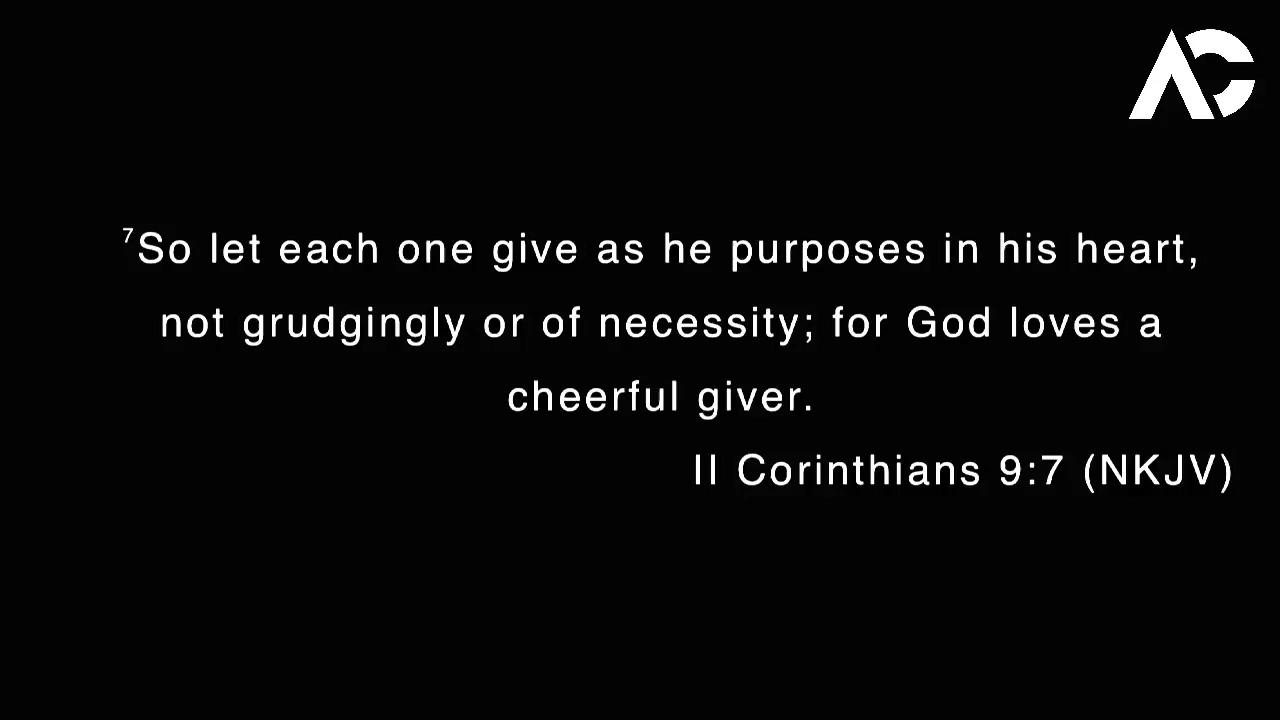 AC
⁷So let each one give as he purposes in his heart,
not grudgingly or of necessity; for God loves a
cheerful giver.
II Corinthians 9:7 (NKJV)